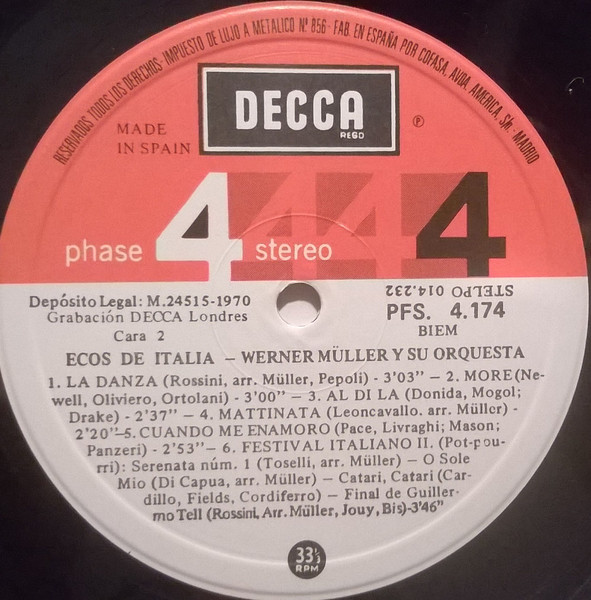 RESERVADOS TODOS LOS DERECHOS - IMPUESTO DE LUJO A METALICO Nº 856 - FAB. EN ESPAÑA POR COFASA, AVDA. AMERICA, S/N. - MADRID
DECCA
REGD
℗
MADE
IN SPAIN
phase 4 stereo 4 4 4
Depósito Legal: M.24515-1970
STELPO 014.232
Grabación DECCA Londres
PFS. 4.174
Cara 2
BIEM
ECOS DE ITALIA – WERNER MÜLLER Y SU ORQUESTA
1. LA DANZA (Rossini, arr. Müller, Pepoli) - 3'03" – 2. MORE (Ne-
well, Oliviero, Ortolani) - 3'00" – 3. AL DI LA (Donida, Mogol;
Drake) - 2'37" – 4. MATTINATA (Leoncavallo. arr. Müller) -
2'20"–5. CUANDO ME ENAMORO (Pace, Livraghi; Mason;
Panzeri) - 2'53" – 6. FESTIVAL ITALIANO II. (Pot-pou-
rri): Serenata núm. 1 (Toselli, arr. Müller) – O Sole
Mio (Di Capua, arr. Müller) – Catari, Catari (Car-
dillo, Fields, Cordiferro) – Final de Guiller-
mo Tell (Rossini, Arr. Müller, Jouy, Bis)-3'46"
33⅓
RPM